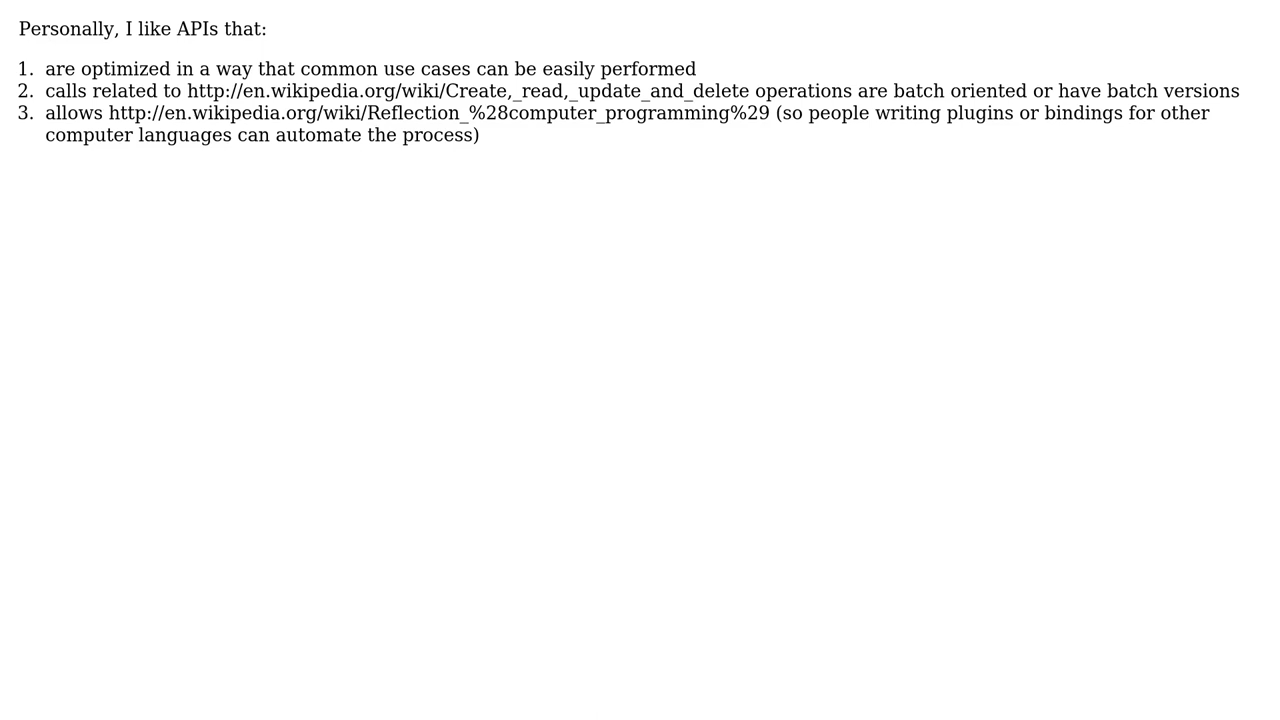 Personally, I like APIs that:
1. are optimized in a way that common use cases can be easily performed
2. calls related to http://en.wikipedia.org/wiki/Create,_read,_update_and_delete operations are batch oriented or have batch versions
3. allows http://en.wikipedia.org/wiki/Reflection_%28computer_programming%29 (so people writing plugins or bindings for other
computer languages can automate the process)